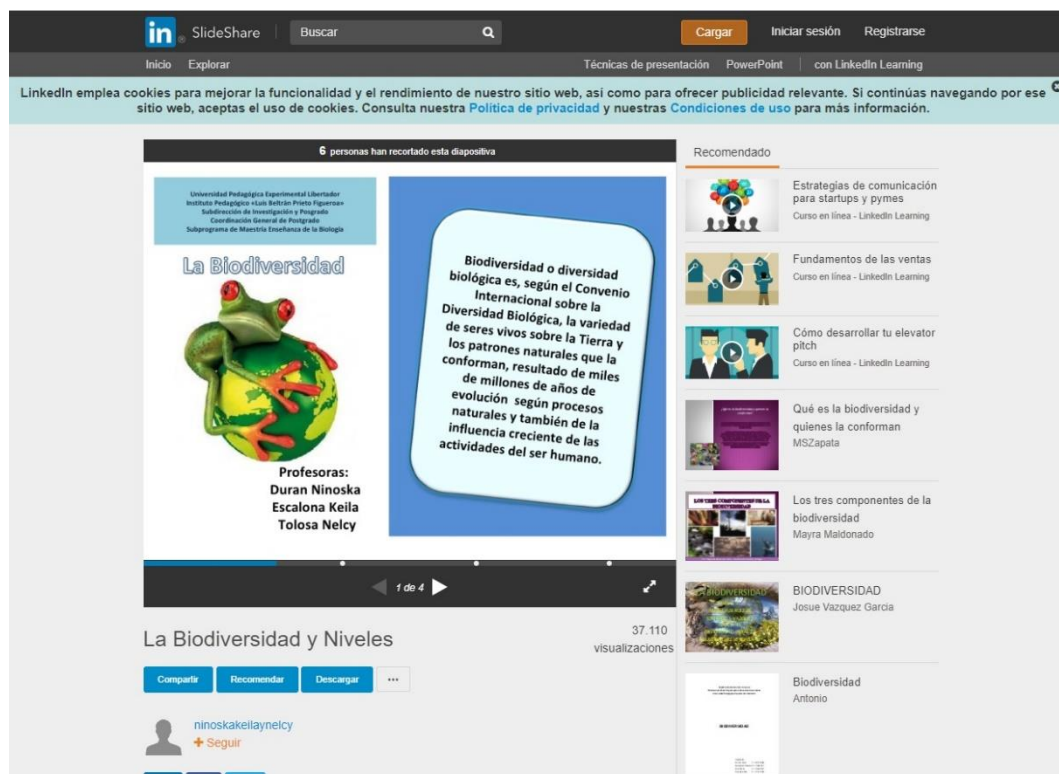 in SlideShare
Buscar
Cargar
Iniciar sesión
Registrarse
Inicio
Explorar
Técnicas de presentación
PowerPoint
con LinkedIn Learning
LinkedIn emplea cookies para mejorar la funcionalidad y el rendimiento de nuestro sitio web, así como para ofrecer publicidad relevante. Si continúas navegando por ese
sitio web, aceptas el uso de cookies. Consulta nuestra Política de privacidad y nuestras Condiciones de uso para más información.
6 personas han recortado esta diapositiva
Universidad Pedagógica Experimental Libertador
Instituto Pedagógico «Luis Beltrán Prieto Figueroa»
Subdirección de Investigación y Posgrado
Coordinación General de Postgrado
Subprograma de Maestría Enseñanza de la Biología
La Biodiversidad
Profesoras:
Duran Ninoska
Escalona Keila
Tolosa Nelcy
Biodiversidad o diversidad
biológica es, según el Convenio
Internacional sobre la
Diversidad Biológica, la variedad
de seres vivos sobre la Tierra y
los patrones naturales que la
conforman, resultado de miles
de millones de años de
evolución según procesos
naturales y también de la
influencia creciente de las
actividades del ser humano.
1 de 4
La Biodiversidad y Niveles
37.110
visualizaciones
Compartir
Recomendar
Descargar
...
ninoskakeilaynelcy
+ Seguir
Recomendado
Estrategias de comunicación
para startups y pymes
Curso en línea - LinkedIn Learning
Fundamentos de las ventas
Curso en línea - LinkedIn Learning
Cómo desarrollar tu elevator
pitch
Curso en línea - LinkedIn Learning
Qué es la biodiversidad y
quienes la conforman
MSZapata
LOS TRES COMPONENTES DE LA
BIODIVERSIDAD
Los tres componentes de la
biodiversidad
Mayra Maldonado
BIODIVERSIDAD
BIODIVERSIDAD
Josue Vazquez Garcia
BIODIVERSIDAD
Biodiversidad
Antonio